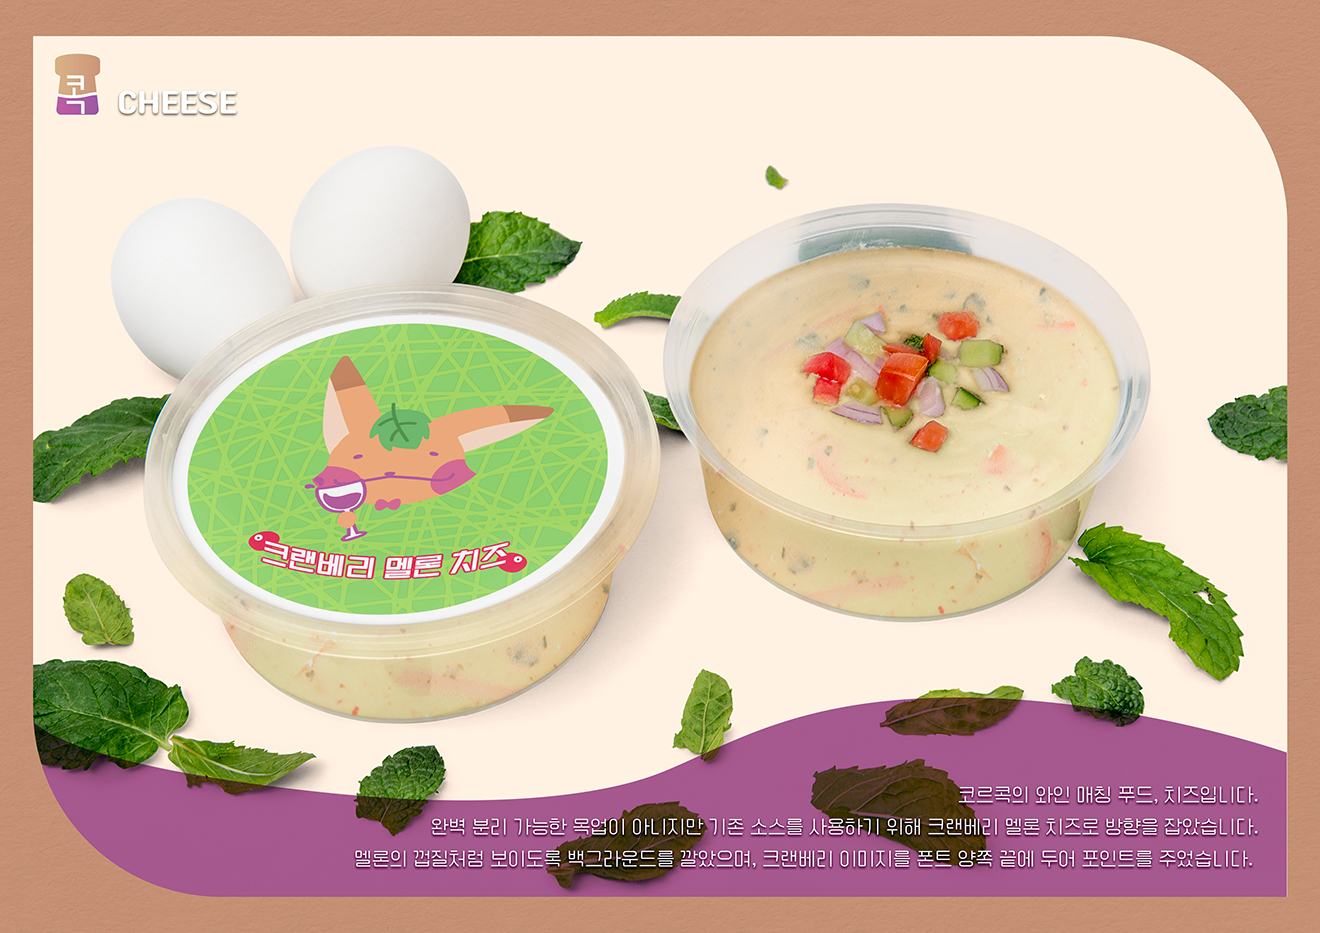 콕 CHEESE
크랜베리 멜론 치즈
코르콕의 와인 매칭 푸드, 치즈입니다.
완벽 분리 가능한 목업이 아니지만 기존 소스를 사용하기 위해 크랜베리 멜론 치즈로 방향을 잡았습니다.
멜론의 껍질처럼 보이도록 백그라운드를 깔았으며, 크랜베리 이미지를 폰트 양쪽 끝에 두어 포인트를 주었습니다.